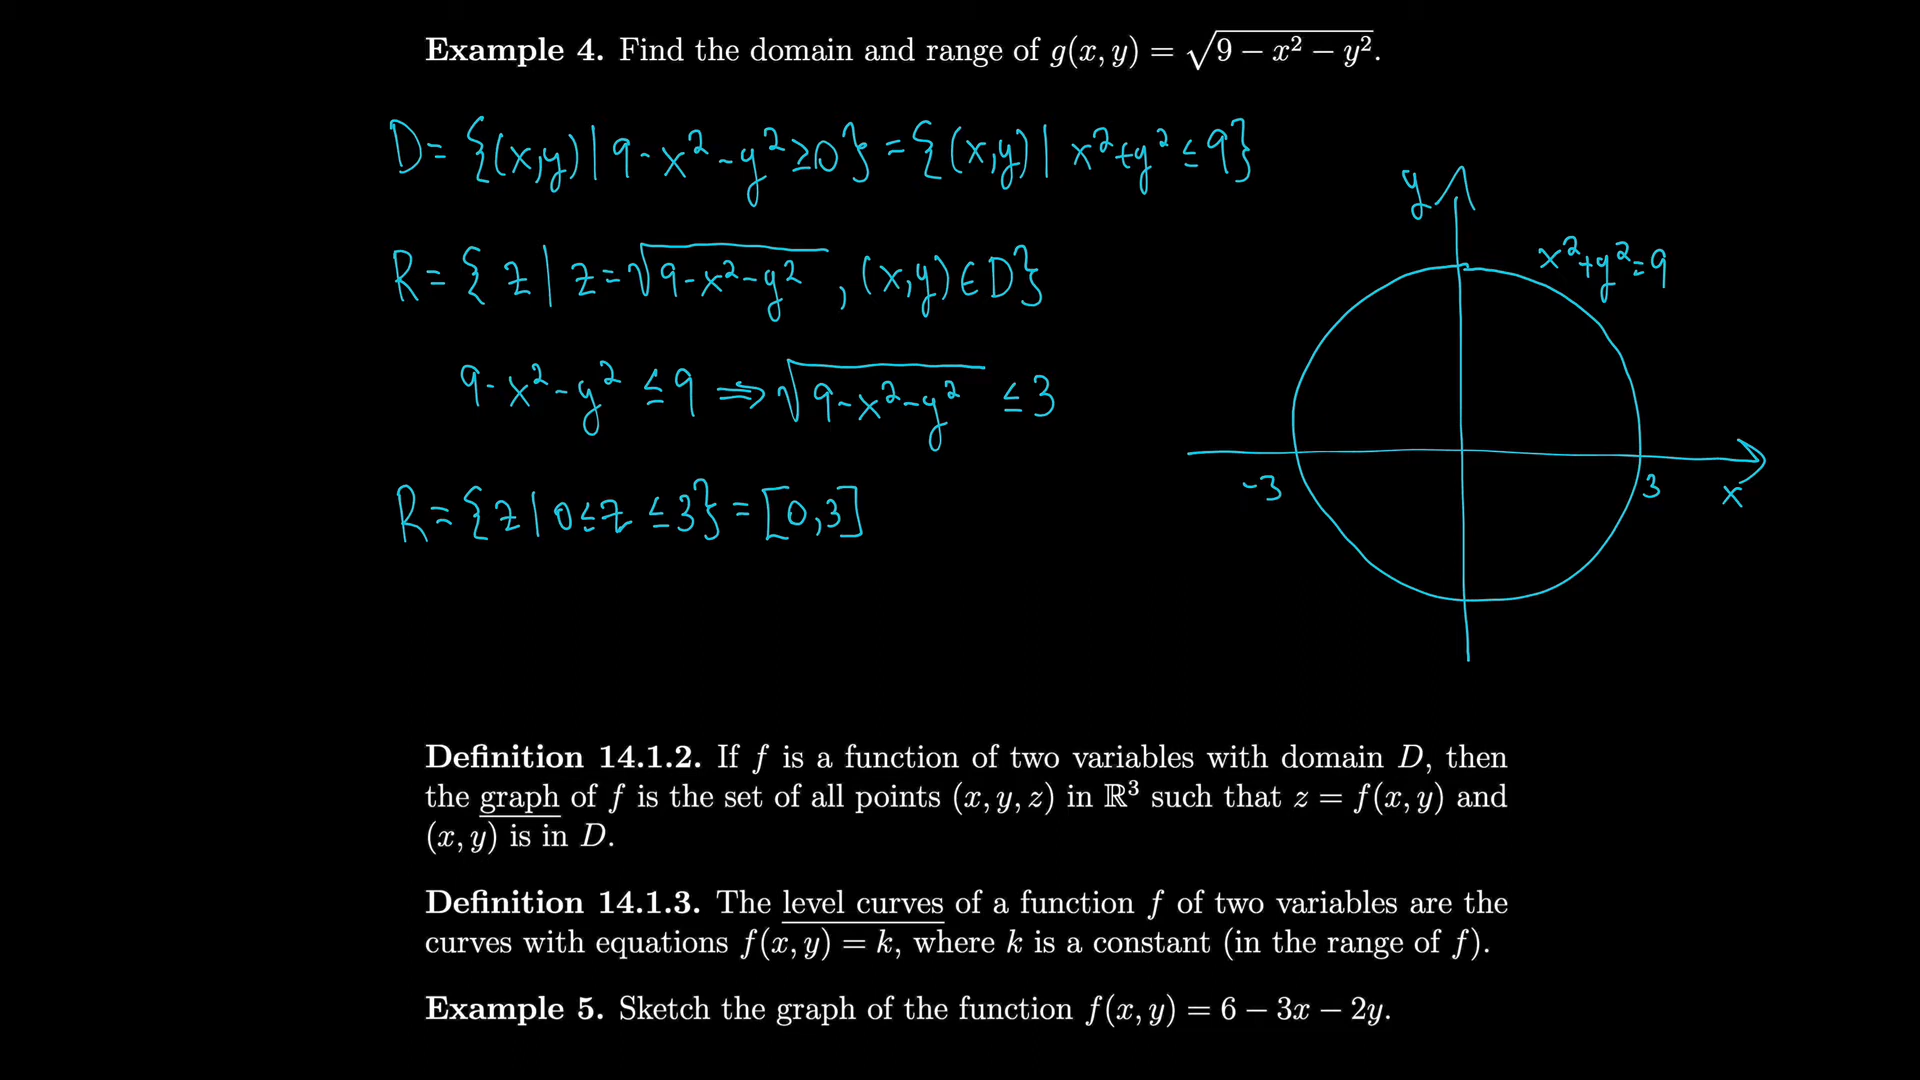 Example 4. Find the domain and range of g(x, y) = √(9 − x² − y²).
D = {(x,y) | 9 - x² - y² ≥ 0} = {(x,y) | x² + y² ≤ 9}
R = { z | z = √(9 - x² - y²) , (x,y) ∈ D}
9 - x² - y² ≤ 9 ⇒ √(9 - x² - y²) ≤ 3
R = {z | 0 ≤ z ≤ 3} = [0,3]
y
x² + y² = 9
-3
3
x
Definition 14.1.2. If f is a function of two variables with domain D, then
the graph of f is the set of all points (x, y, z) in ℝ³ such that z = f(x, y) and
(x, y) is in D.
Definition 14.1.3. The level curves of a function f of two variables are the
curves with equations f(x, y) = k, where k is a constant (in the range of f).
Example 5. Sketch the graph of the function f(x, y) = 6 − 3x − 2y.